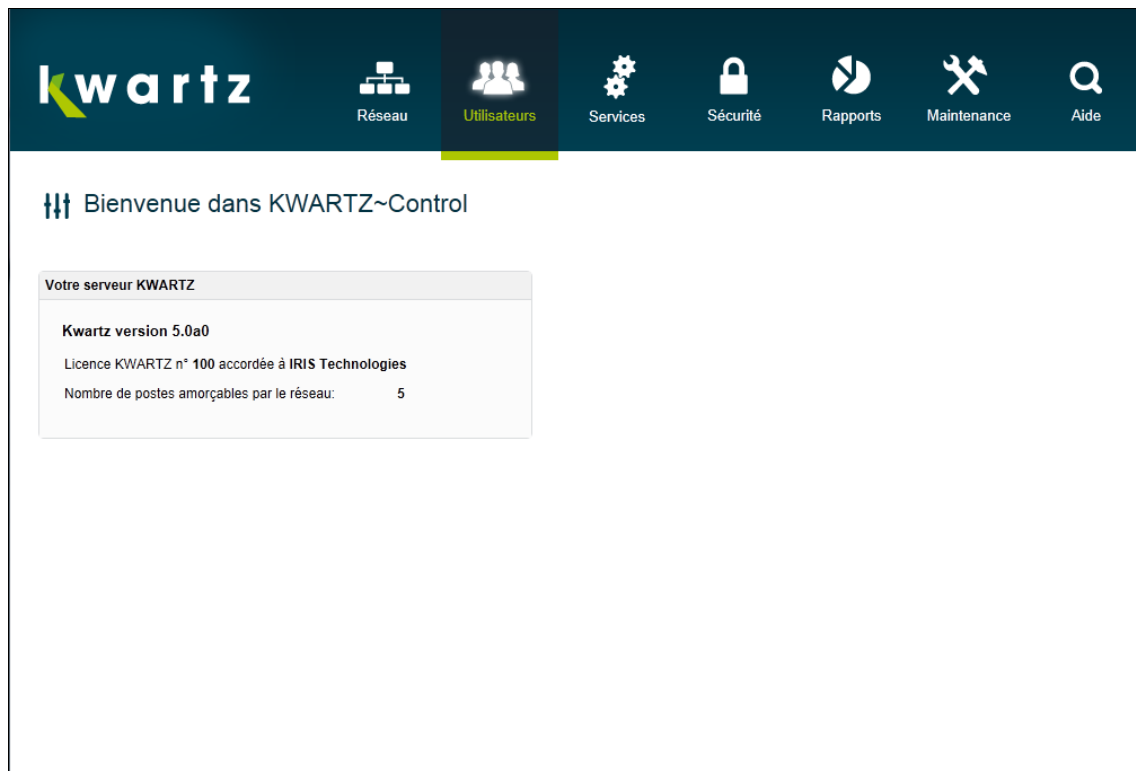 kwartz
Réseau
Utilisateurs
Services
Sécurité
Rapports
Maintenance
Aide
Bienvenue dans KWARTZ~Control
Votre serveur KWARTZ
Kwartz version 5.0a0
Licence KWARTZ n° 100 accordée à IRIS Technologies
Nombre de postes amorçables par le réseau: 5